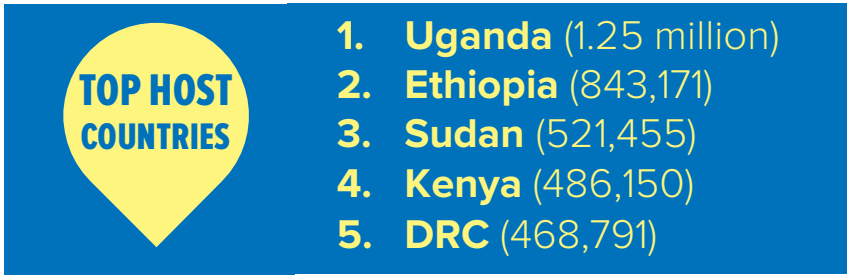 TOP HOST
COUNTRIES
1. Uganda (1.25 million)
2. Ethiopia (843,171)
3. Sudan (521,455)
4. Kenya (486,150)
5. DRC (468,791)